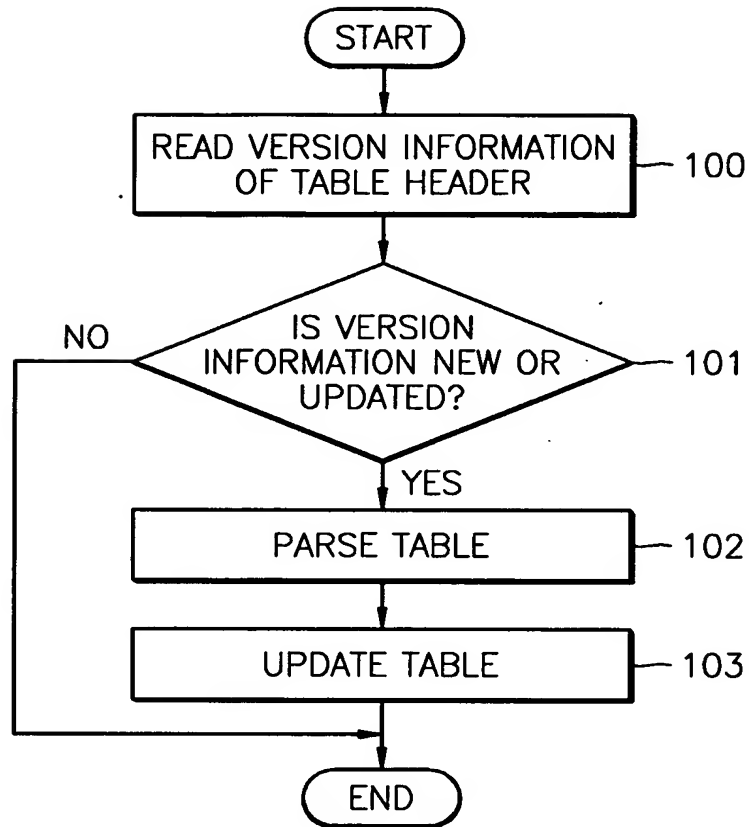 START
READ VERSION INFORMATION
OF TABLE HEADER
100
IS VERSION
INFORMATION NEW OR
UPDATED?
101
NO
YES
PARSE TABLE
102
UPDATE TABLE
103
END